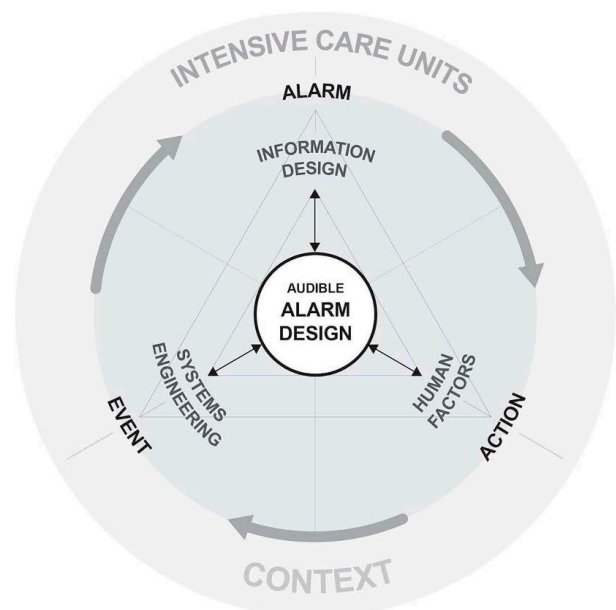 INTENSIVE CARE UNITS
ALARM
INFORMATION
DESIGN
AUDIBLE
ALARM
DESIGN
SYSTEMS
ENGINEERING
HUMAN
FACTORS
EVENT
ACTION
CONTEXT